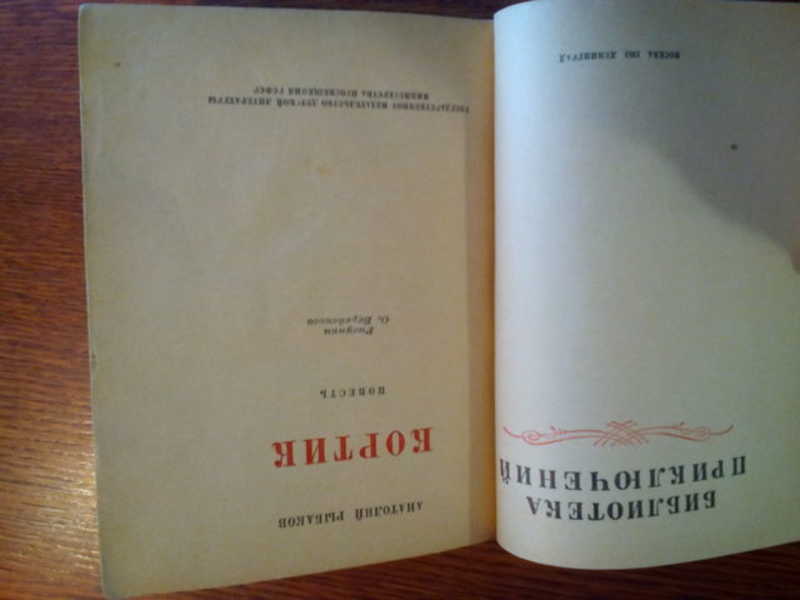 БИБЛИОТЕКА
ПРИКЛЮЧЕНИЙ
МОСКВА ЛЕНИНГРАД
АНАТОЛИЙ РЫБАКОВ
КОРТИК
ПОВЕСТЬ
Рисунки
О. Верейского
ГОСУДАРСТВЕННОЕ ИЗДАТЕЛЬСТВО ДЕТСКОЙ ЛИТЕРАТУРЫ
МИНИСТЕРСТВА ПРОСВЕЩЕНИЯ РСФСР